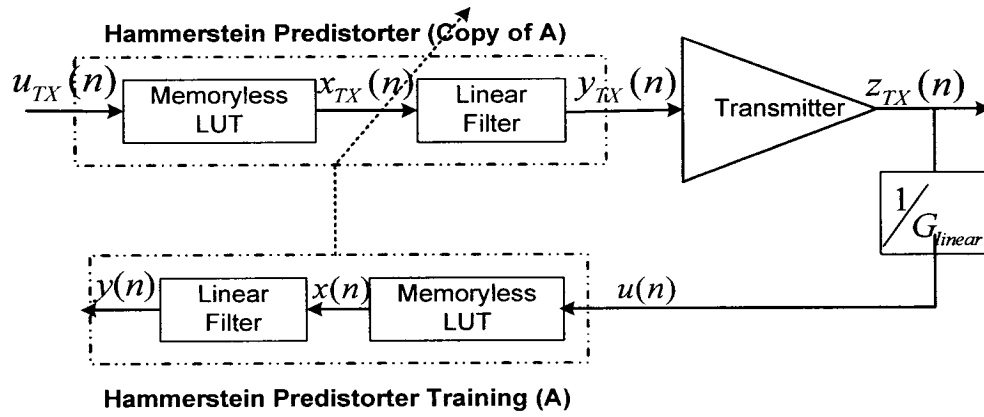 Hammerstein Predistorter (Copy of A)
u_TX(n)
Memoryless
LUT
x_TX(n)
Linear
Filter
y_TX(n)
Transmitter
z_TX(n)
1/G_linear
y(n)
Linear
Filter
x(n)
Memoryless
LUT
u(n)
Hammerstein Predistorter Training (A)